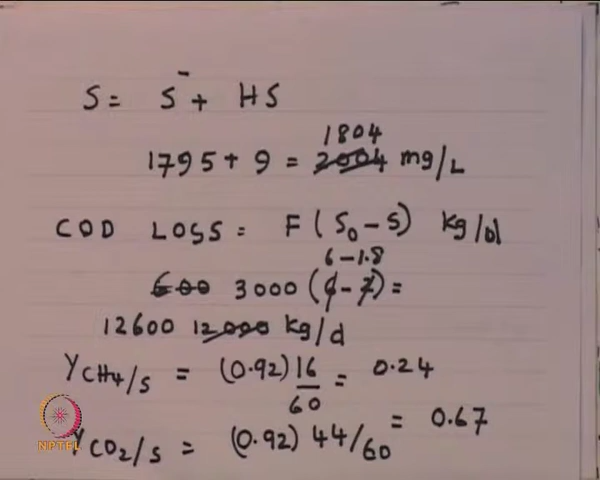 S = S⁻ + HS
1804
1795 + 9 = 2004 mg/L
COD LOSS = F (S₀ - S) kg/d
6 - 1.8
600 3000 (6 - 2) =
12600 12000 kg/d
Y CH4/S = (0.92) 16/60 = 0.24
Y CO2/S = (0.92) 44/60 = 0.67
NPTEL